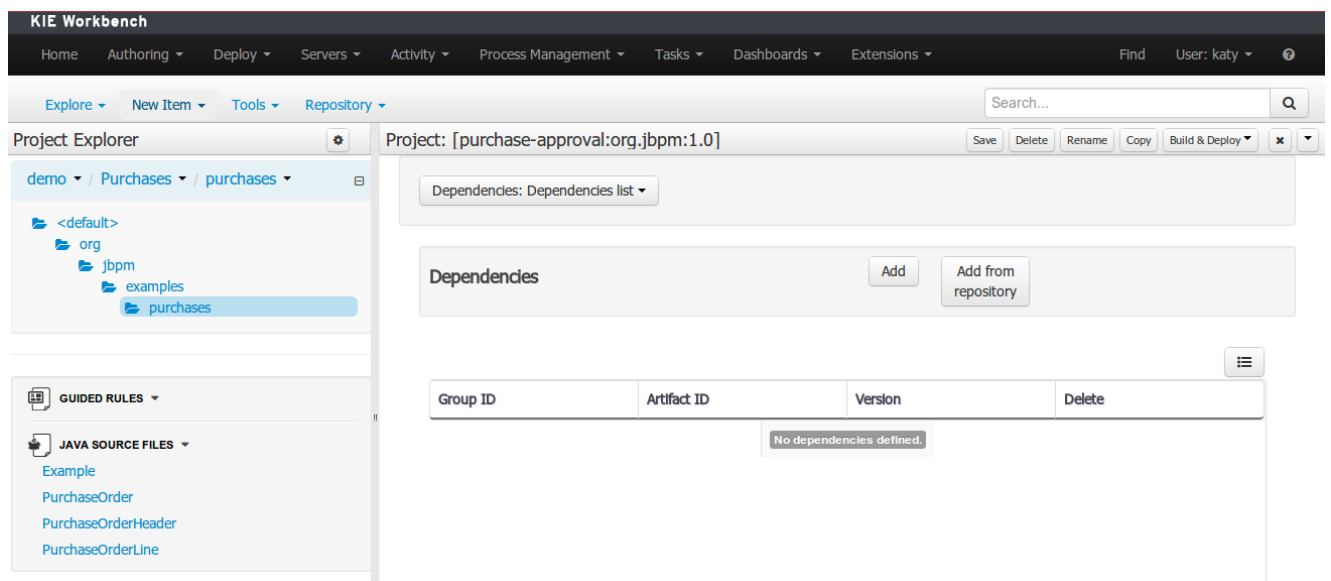 KIE Workbench
Home Authoring Deploy Servers Activity Process Management Tasks Dashboards Extensions Find User: katy
Explore New Item Tools Repository Search...
Project Explorer
Project: [purchase-approval:org.jbpm:1.0] Save Delete Rename Copy Build & Deploy
demo / Purchases / purchases
<default>
org
jbpm
examples
purchases
GUIDED RULES
JAVA SOURCE FILES
Example
PurchaseOrder
PurchaseOrderHeader
PurchaseOrderLine
Dependencies: Dependencies list
Dependencies Add Add from
repository
Group ID Artifact ID Version Delete
No dependencies defined.